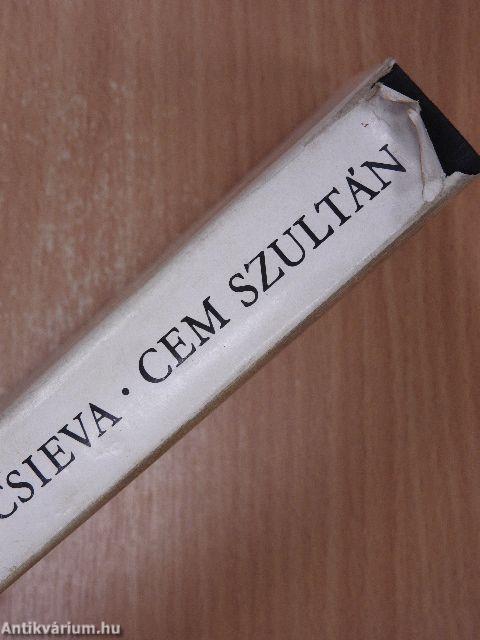 CSIEVA · CEM SZULTÁN
Antikvárium.hu